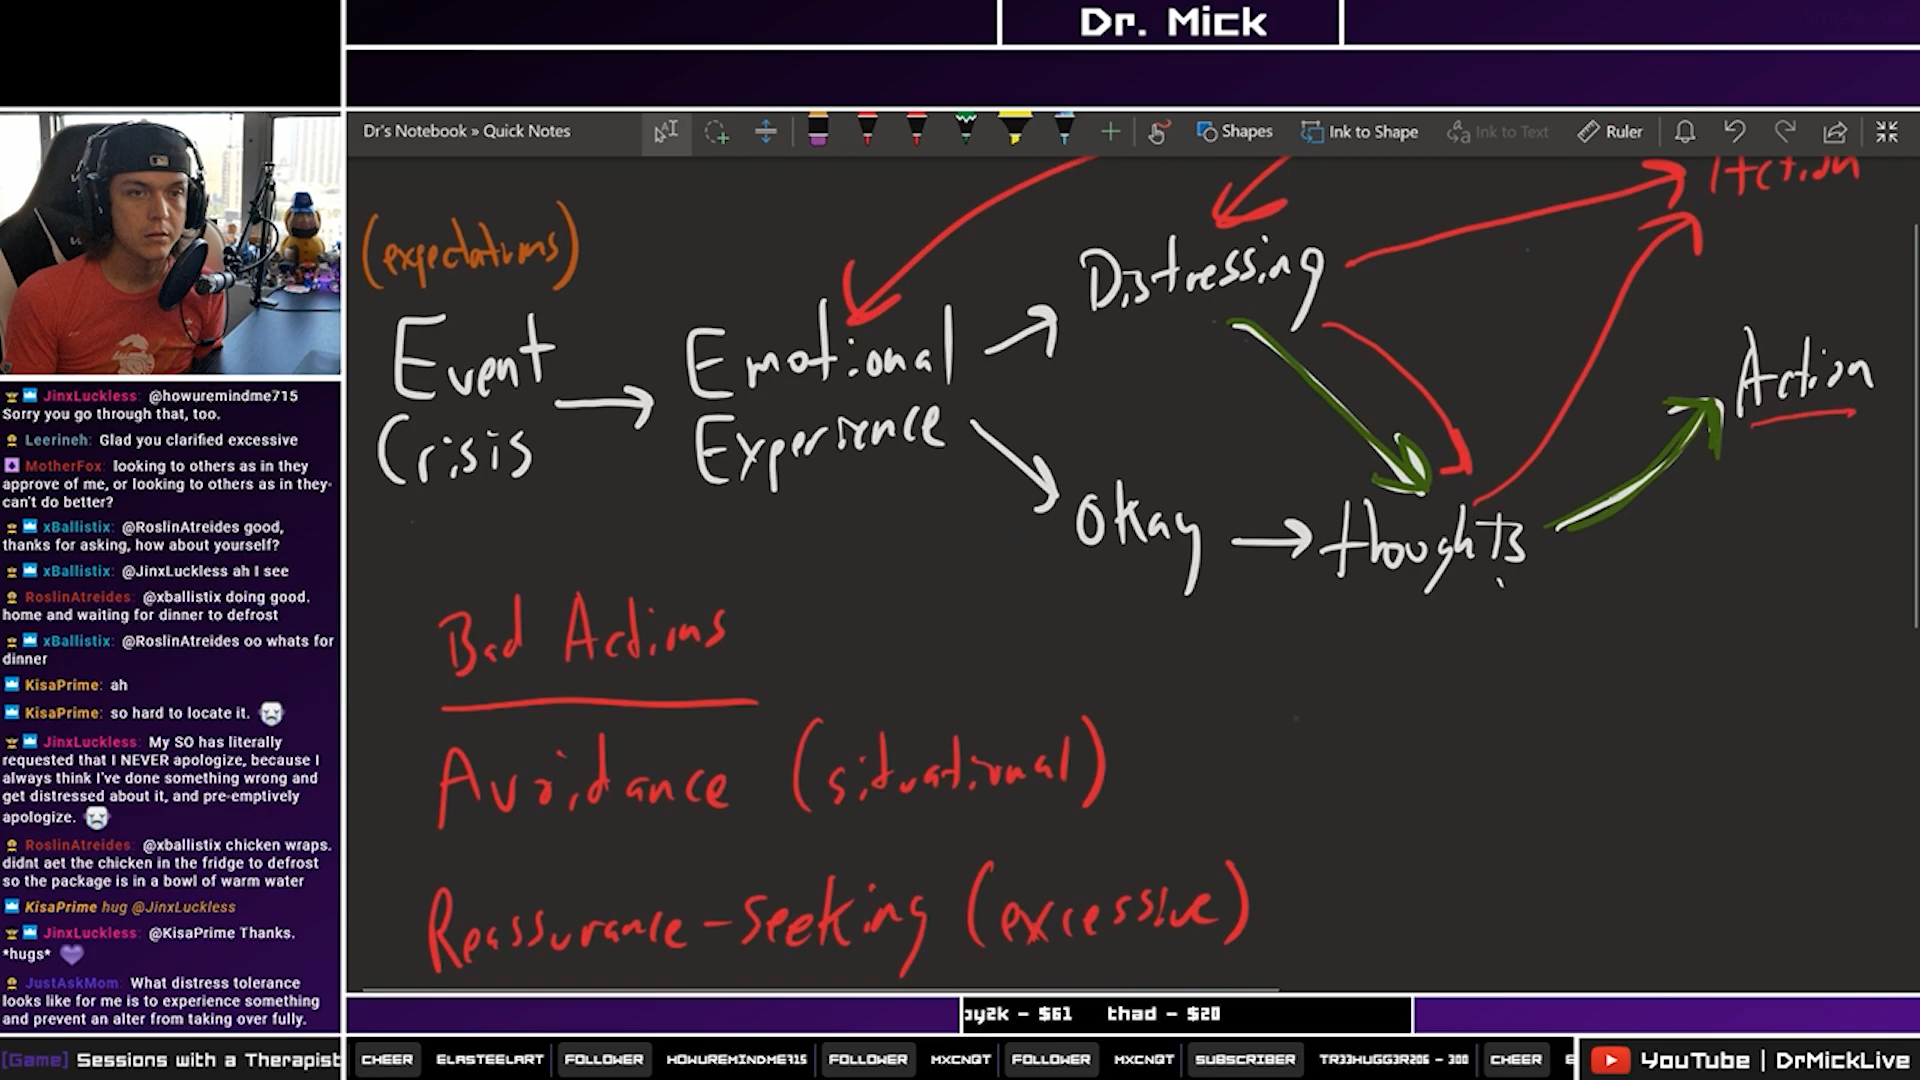 Dr. Mick
Dr's Notebook » Quick Notes
Shapes
Ink to Shape
Ink to Text
Ruler
(expectations)
Event
Crisis
Emotional
Experience
Distressing
Okay
thoughts
Action
Action
Bad Actions
Avoidance (situational)
Reassurance-Seeking (excessive)
JinxLuckless: @howuremindme715
Sorry you go through that, too.
Leerineh: Glad you clarified excessive
MotherFox: looking to others as in they
approve of me, or looking to others as in they
can't do better?
xBallistix: @RoslinAtreides good,
thanks for asking, how about yourself?
xBallistix: @JinxLuckless ah I see
RoslinAtreides: @xballistix doing good.
home and waiting for dinner to defrost
xBallistix: @RoslinAtreides oo whats for
dinner
KisaPrime: ah
KisaPrime: so hard to locate it.
JinxLuckless: My SO has literally
requested that I NEVER apologize, because I
always think I've done something wrong and
get distressed about it, and pre-emptively
apologize.
RoslinAtreides: @xballistix chicken wraps.
didnt get the chicken in the fridge to defrost
so the package is in a bowl of warm water
KisaPrime hug @JinxLuckless
JinxLuckless: @KisaPrime Thanks.
*hugs*
JustAskMom: What distress tolerance
looks like for me is to experience something
and prevent an alter from taking over fully.
y2k - $61 thad - $20
[Game] Sessions with a Therapist
CHEER ELASTEELART FOLLOWER HOWUREMINDME715 FOLLOWER MXCNQT FOLLOWER MXCNQT SUBSCRIBER TR33HUGG3R206 - 300 CHEER
YouTube | DrMickLive